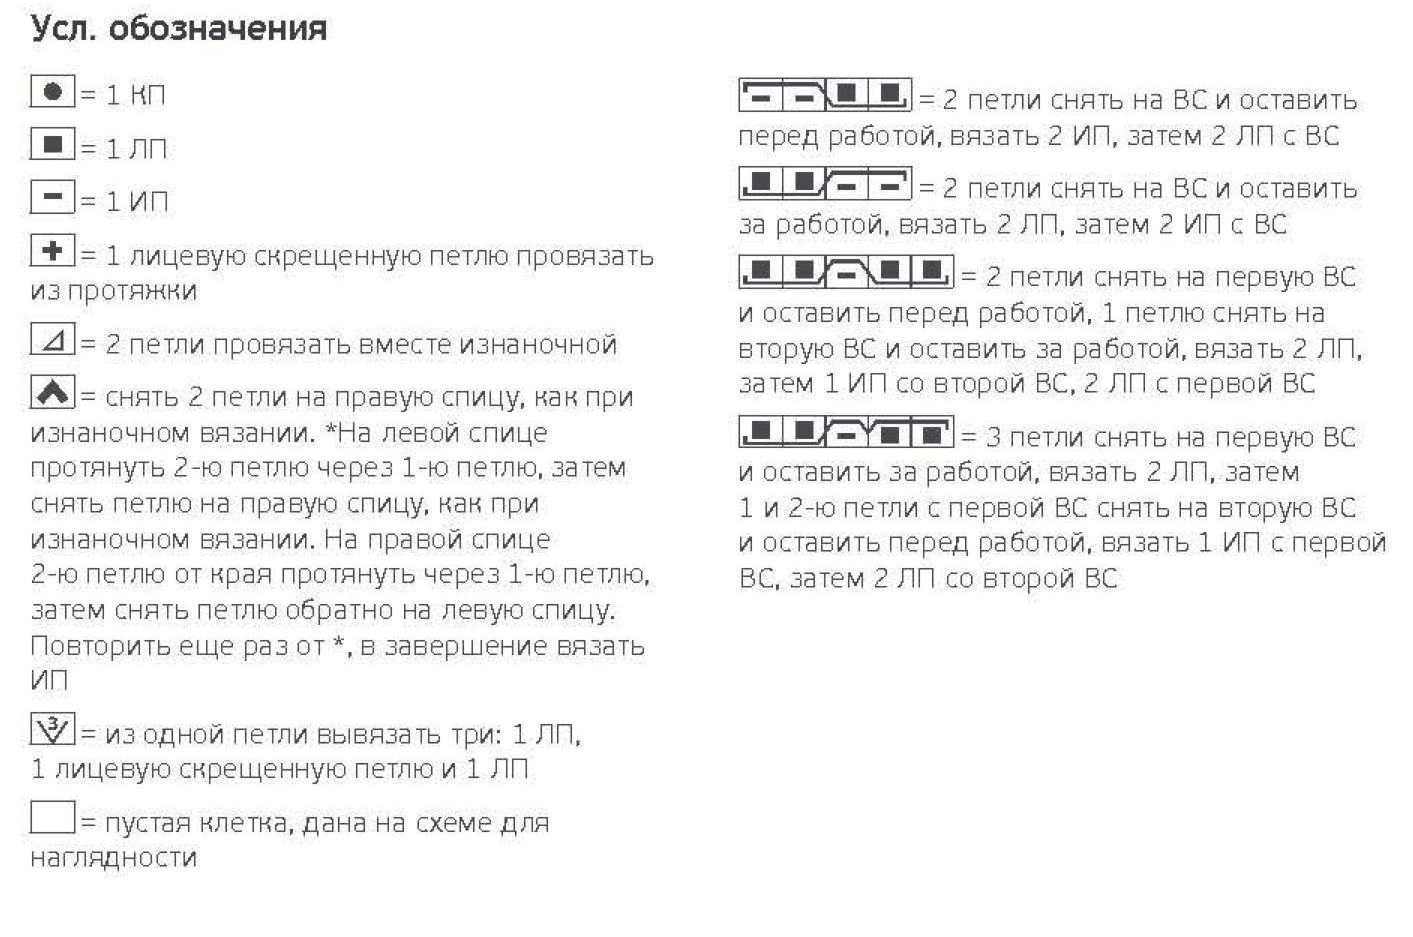 Усл. обозначения
= 1 КП
= 1 ЛП
= 1 ИП
= 1 лицевую скрещенную петлю провязать
из протяжки
= 2 петли провязать вместе изнаночной
= снять 2 петли на правую спицу, как при
изнаночном вязании. *На левой спице
протянуть 2-ю петлю через 1-ю петлю, затем
снять петлю на правую спицу, как при
изнаночном вязании. На правой спице
2-ю петлю от края протянуть через 1-ю петлю,
затем снять петлю обратно на левую спицу.
Повторить еще раз от *, в завершение вязать
ИП
3 = из одной петли вывязать три: 1 ЛП,
1 лицевую скрещенную петлю и 1 ЛП
= пустая клетка, дана на схеме для
наглядности
= 2 петли снять на ВС и оставить
перед работой, вязать 2 ИП, затем 2 ЛП с ВС
= 2 петли снять на ВС и оставить
за работой, вязать 2 ЛП, затем 2 ИП с ВС
= 2 петли снять на первую ВС
и оставить перед работой, 1 петлю снять на
вторую ВС и оставить за работой, вязать 2 ЛП,
затем 1 ИП со второй ВС, 2 ЛП с первой ВС
= 3 петли снять на первую ВС
и оставить за работой, вязать 2 ЛП, затем
1 и 2-ю петли с первой ВС снять на вторую ВС
и оставить перед работой, вязать 1 ИП с первой
ВС, затем 2 ЛП со второй ВС